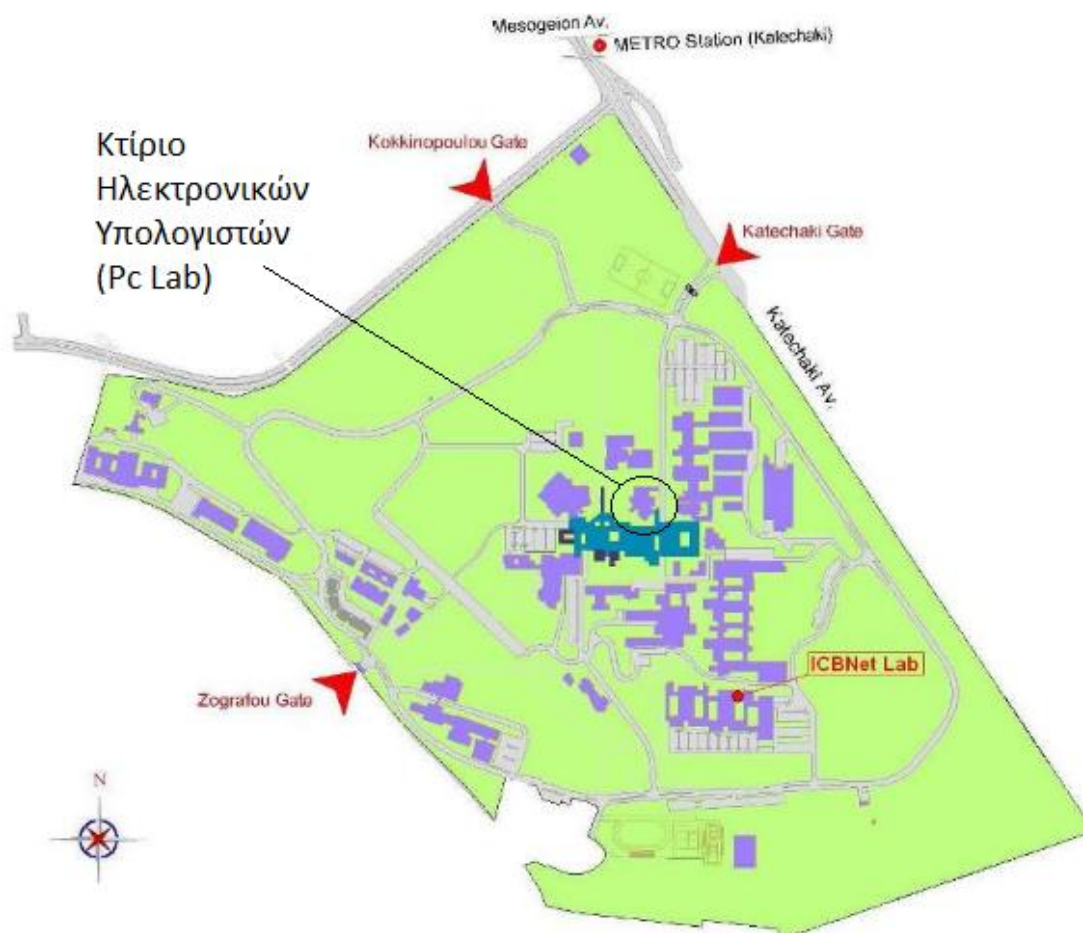 Mesogeion Av.
METRO Station (Katechaki)
Κτίριο
Ηλεκτρονικών
Υπολογιστών
(Pc Lab)
Kokkinopoulou Gate
Katechaki Gate
Katechaki Av.
ICBNet Lab
Zografou Gate
N